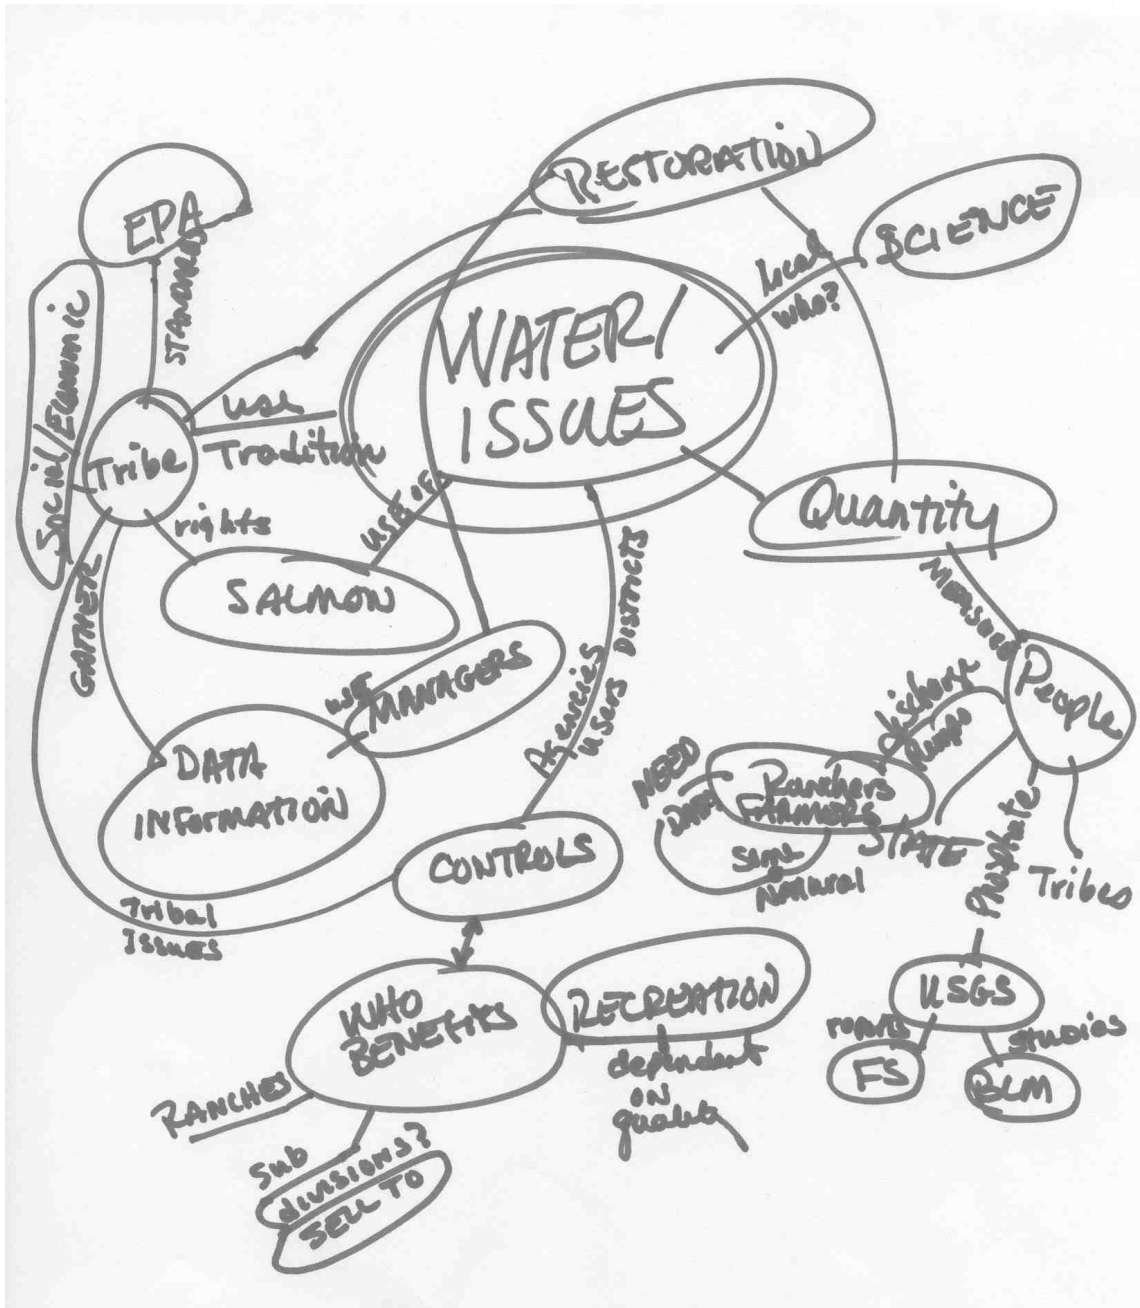 RESTORATION
EPA
STANDARDS
SCIENCE
local
who?
WATER/
ISSUES
Social/Economic
Tribe
use
Tradition
rights
USE OF
SALMON
Quantity
MEASURED
GATHER
Agencies
users
DISTRICTS
use
MANAGERS
People
DATA
INFORMATION
discharge
Ranchers
FARMERS
NEED
DATA
Same
Natural
STATE
Phosphate
Tribes
CONTROLS
Tribal
ISSUES
WHO
BENEFITS
RECREATION
dependent
ON
quality
USGS
reports
studies
FS
BLM
RANCHES
Sub
divisions?
SELL TO